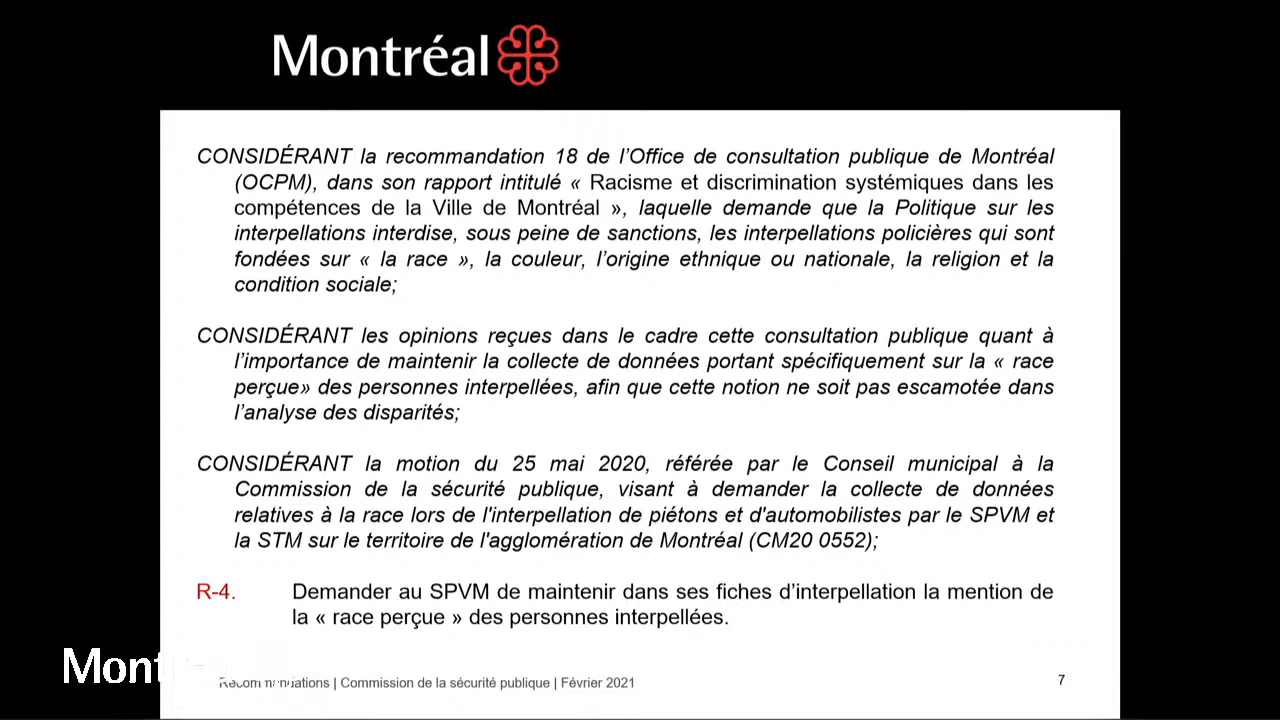 Montréal
CONSIDÉRANT la recommandation 18 de l’Office de consultation publique de Montréal
(OCPM), dans son rapport intitulé « Racisme et discrimination systémiques dans les
compétences de la Ville de Montréal », laquelle demande que la Politique sur les
interpellations interdise, sous peine de sanctions, les interpellations policières qui sont
fondées sur « la race », la couleur, l’origine ethnique ou nationale, la religion et la
condition sociale;
CONSIDÉRANT les opinions reçues dans le cadre cette consultation publique quant à
l’importance de maintenir la collecte de données portant spécifiquement sur la « race
perçue» des personnes interpellées, afin que cette notion ne soit pas escamotée dans
l’analyse des disparités;
CONSIDÉRANT la motion du 25 mai 2020, référée par le Conseil municipal à la
Commission de la sécurité publique, visant à demander la collecte de données
relatives à la race lors de l'interpellation de piétons et d'automobilistes par le SPVM et
la STM sur le territoire de l'agglomération de Montréal (CM20 0552);
R-4. Demander au SPVM de maintenir dans ses fiches d’interpellation la mention de
la « race perçue » des personnes interpellées.
Montréal
Recommandations | Commission de la sécurité publique | Février 2021 7